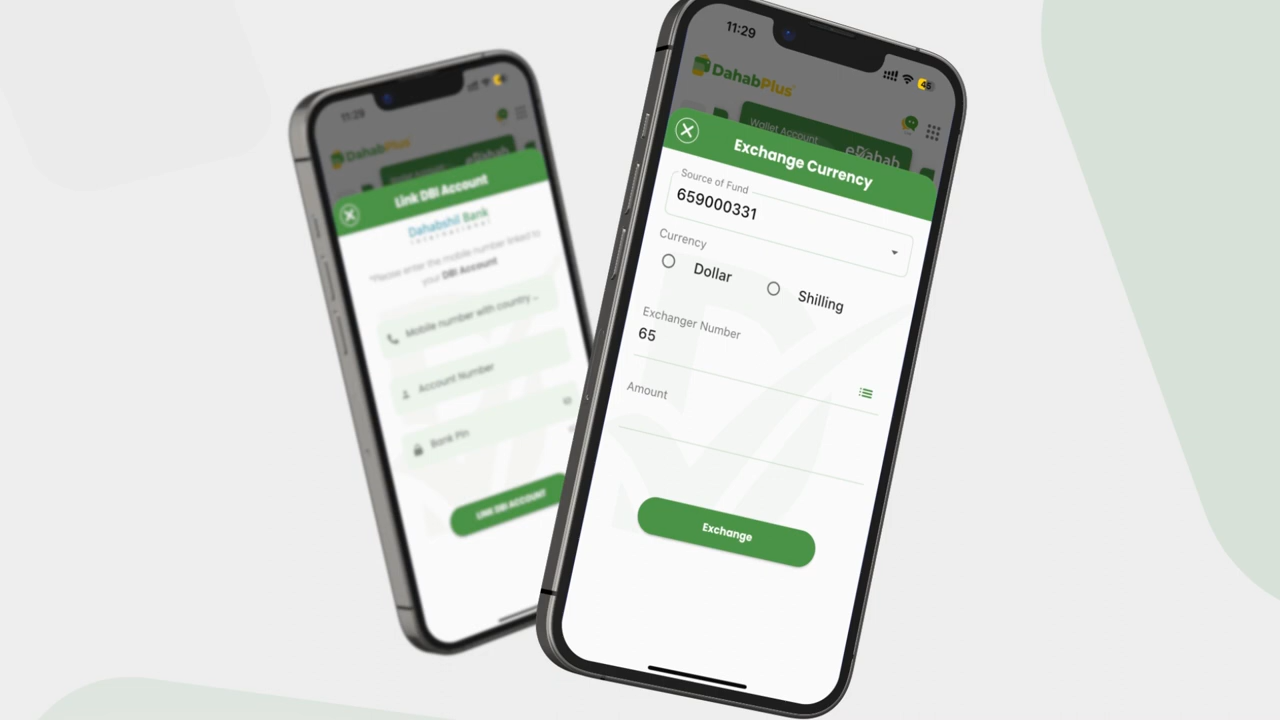 11:29
DahabPlus
eDahab
Link DBI Account
Dahabshil Bank
International
*Please enter the mobile number linked to
your DBI Account
Mobile number with country ..
Account Number
Bank Pin
LINK DBI ACCOUNT
11:29
45
DahabPlus
Wallet Account
eDahab
Exchange Currency
Source of Fund
659000331
Currency
Dollar
Shilling
Exchanger Number
65
Amount
Exchange